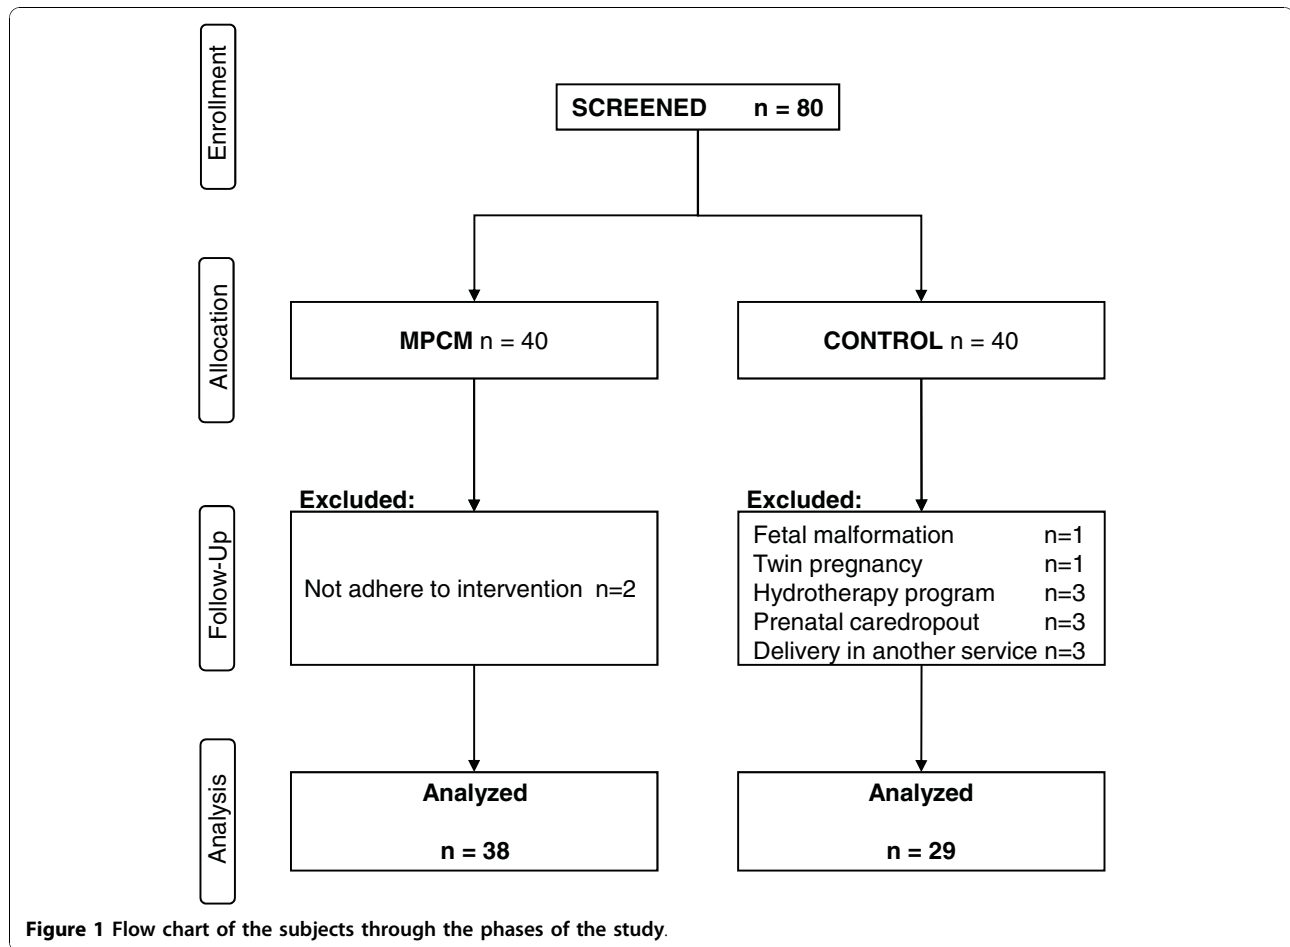 Enrollment
SCREENED n = 80
Allocation
MPCM n = 40
CONTROL n = 40
Follow-Up
Excluded:
Not adhere to intervention n=2
Excluded:
Fetal malformation n=1
Twin pregnancy n=1
Hydrotherapy program n=3
Prenatal caredropout n=3
Delivery in another service n=3
Analysis
Analyzed
n = 38
Analyzed
n = 29
Figure 1 Flow chart of the subjects through the phases of the study.